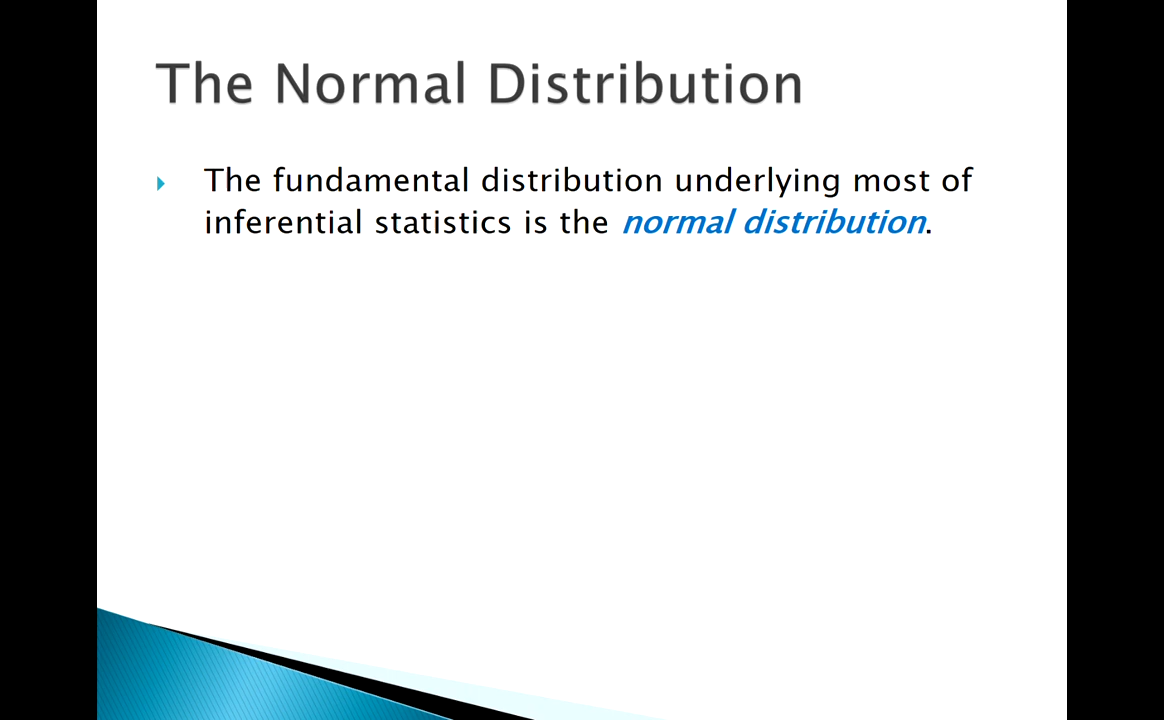 The Normal Distribution
The fundamental distribution underlying most of
inferential statistics is the normal distribution.